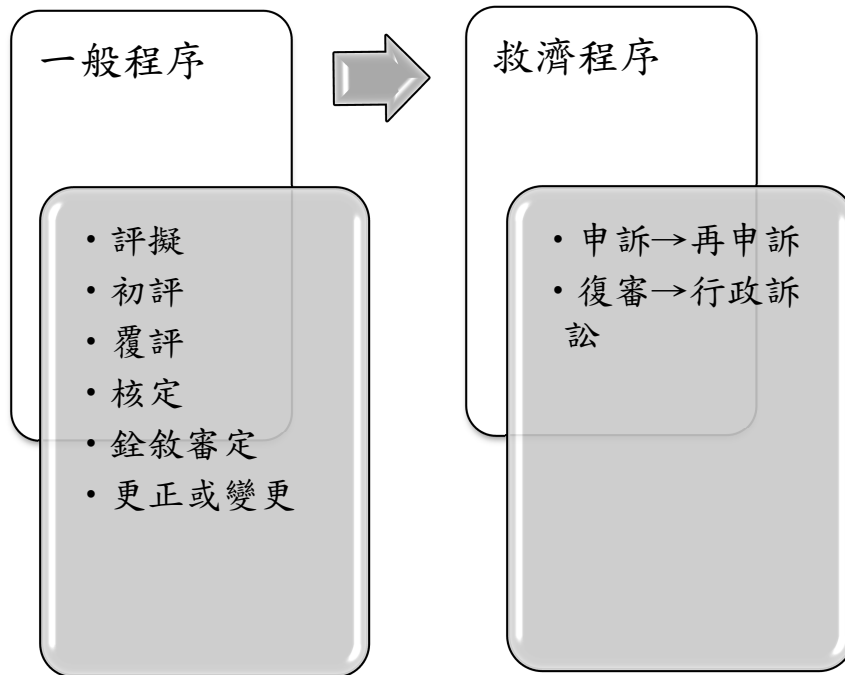 一般程序
• 評擬
• 初評
• 覆評
• 核定
• 銓敘審定
• 更正或變更
救濟程序
• 申訴→再申訴
• 復審→行政訴
訟